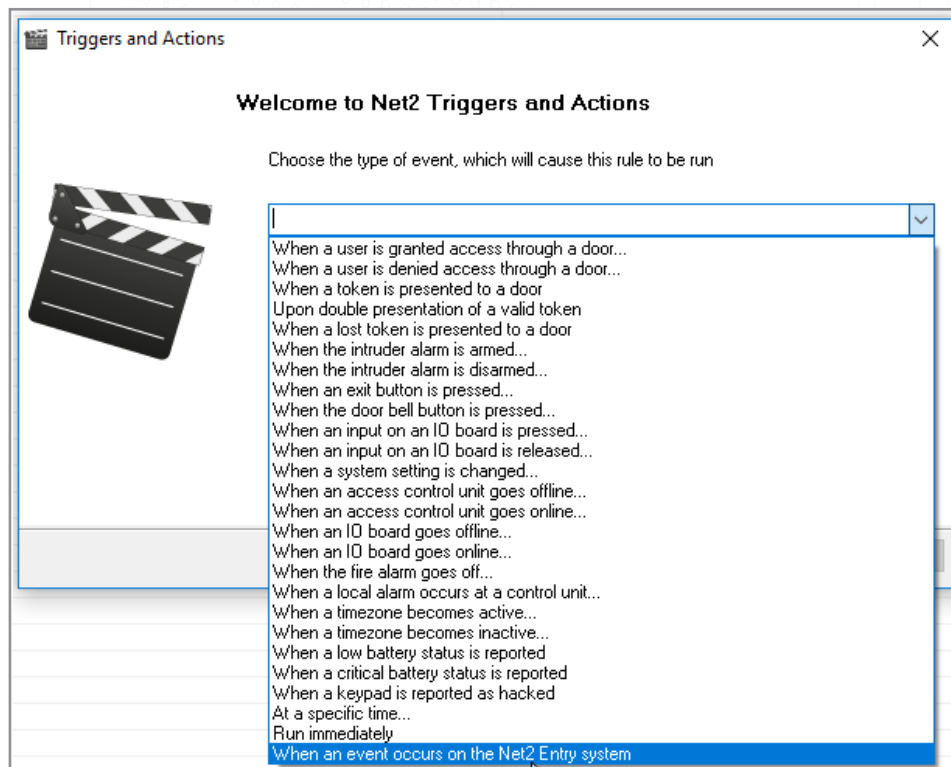 Triggers and Actions
Welcome to Net2 Triggers and Actions
Choose the type of event, which will cause this rule to be run
When a user is granted access through a door...
When a user is denied access through a door...
When a token is presented to a door
Upon double presentation of a valid token
When a lost token is presented to a door
When the intruder alarm is armed...
When the intruder alarm is disarmed...
When an exit button is pressed...
When the door bell button is pressed...
When an input on an IO board is pressed...
When an input on an IO board is released...
When a system setting is changed...
When an access control unit goes offline...
When an access control unit goes online...
When an IO board goes offline...
When an IO board goes online...
When the fire alarm goes off...
When a local alarm occurs at a control unit...
When a timezone becomes active...
When a timezone becomes inactive...
When a low battery status is reported
When a critical battery status is reported
When a keypad is reported as hacked
At a specific time...
Run immediately
When an event occurs on the Net2 Entry system